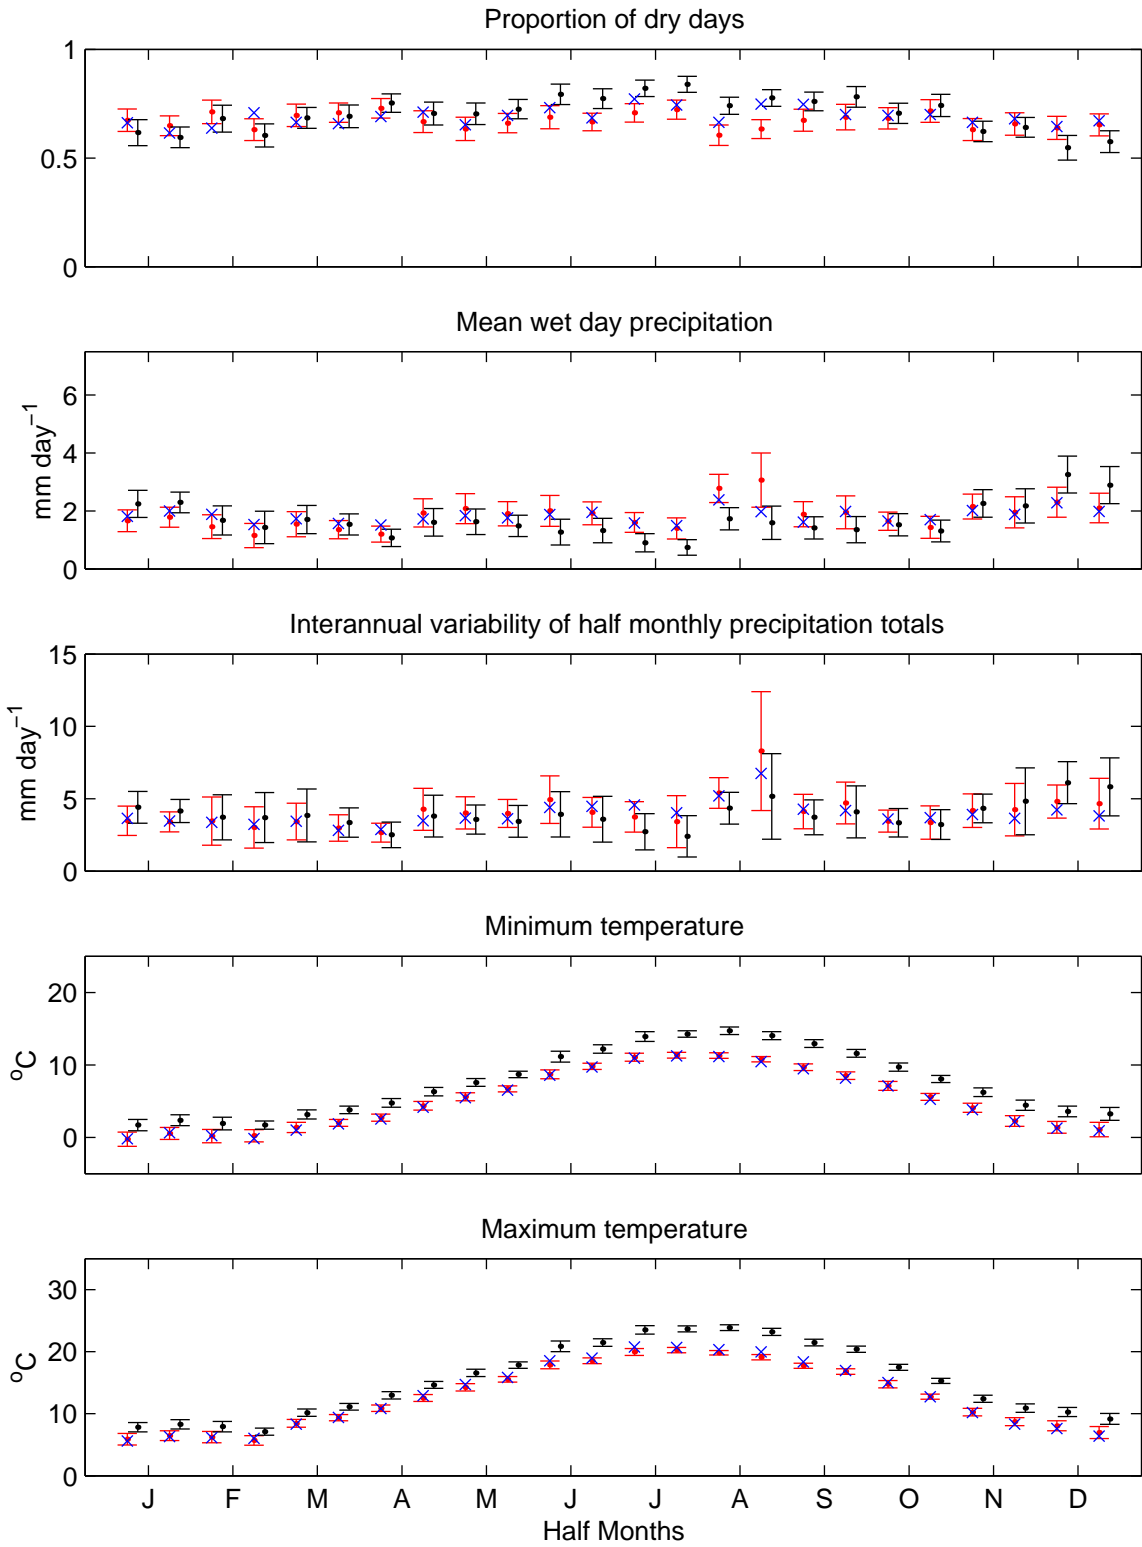 Proportion of dry days
1
0.5
0
Mean wet day precipitation
mm day⁻¹
6
4
2
0
Interannual variability of half monthly precipitation totals
mm day⁻¹
15
10
5
0
Minimum temperature
ºC
20
10
0
Maximum temperature
ºC
30
20
10
0
J F M A M J J A S O N D
Half Months